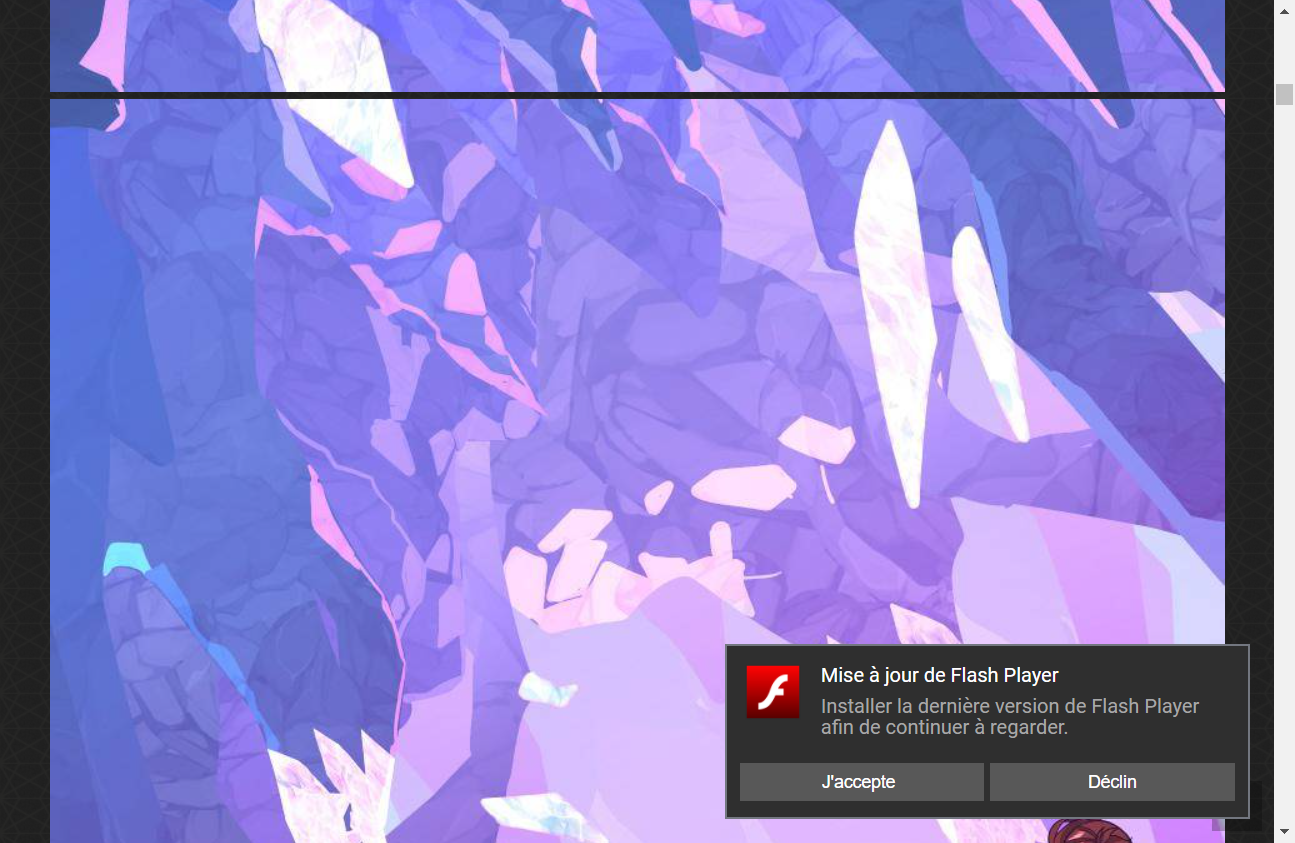 Mise à jour de Flash Player
Installer la dernière version de Flash Player
afin de continuer à regarder.
J'accepte
Déclin